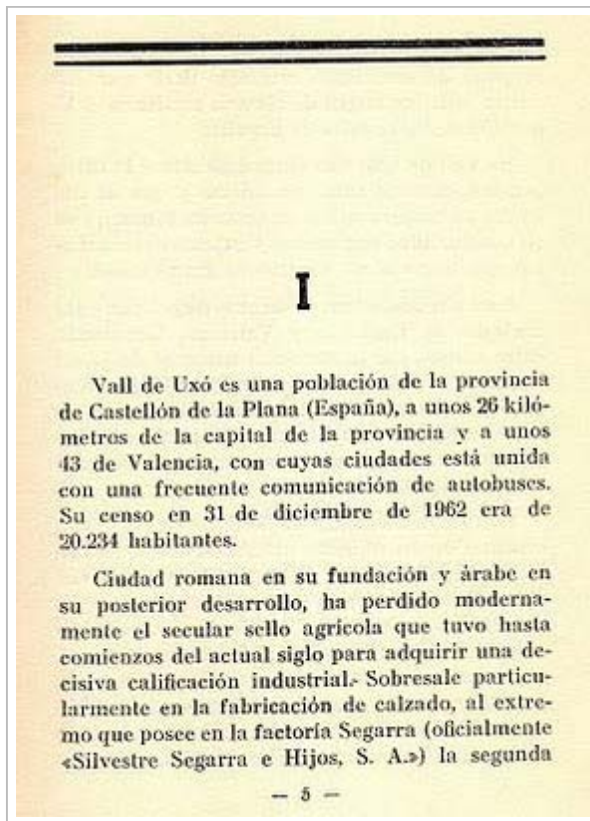 I
Vall de Uxó es una población de la provincia
de Castellón de la Plana (España), a unos 26 kiló-
metros de la capital de la provincia y a unos
43 de Valencia, con cuyas ciudades está unida
con una frecuente comunicación de autobuses.
Su censo en 31 de diciembre de 1962 era de
20.234 habitantes.
Ciudad romana en su fundación y árabe en
su posterior desarrollo, ha perdido moderna-
mente el secular sello agrícola que tuvo hasta
comienzos del actual siglo para adquirir una de-
cisiva calificación industrial.- Sobresale particu-
larmente en la fabricación de calzado, al extre-
mo que posee en la factoría Segarra (oficialmente
«Silvestre Segarra e Hijos, S. A.») la segunda
— 5 —